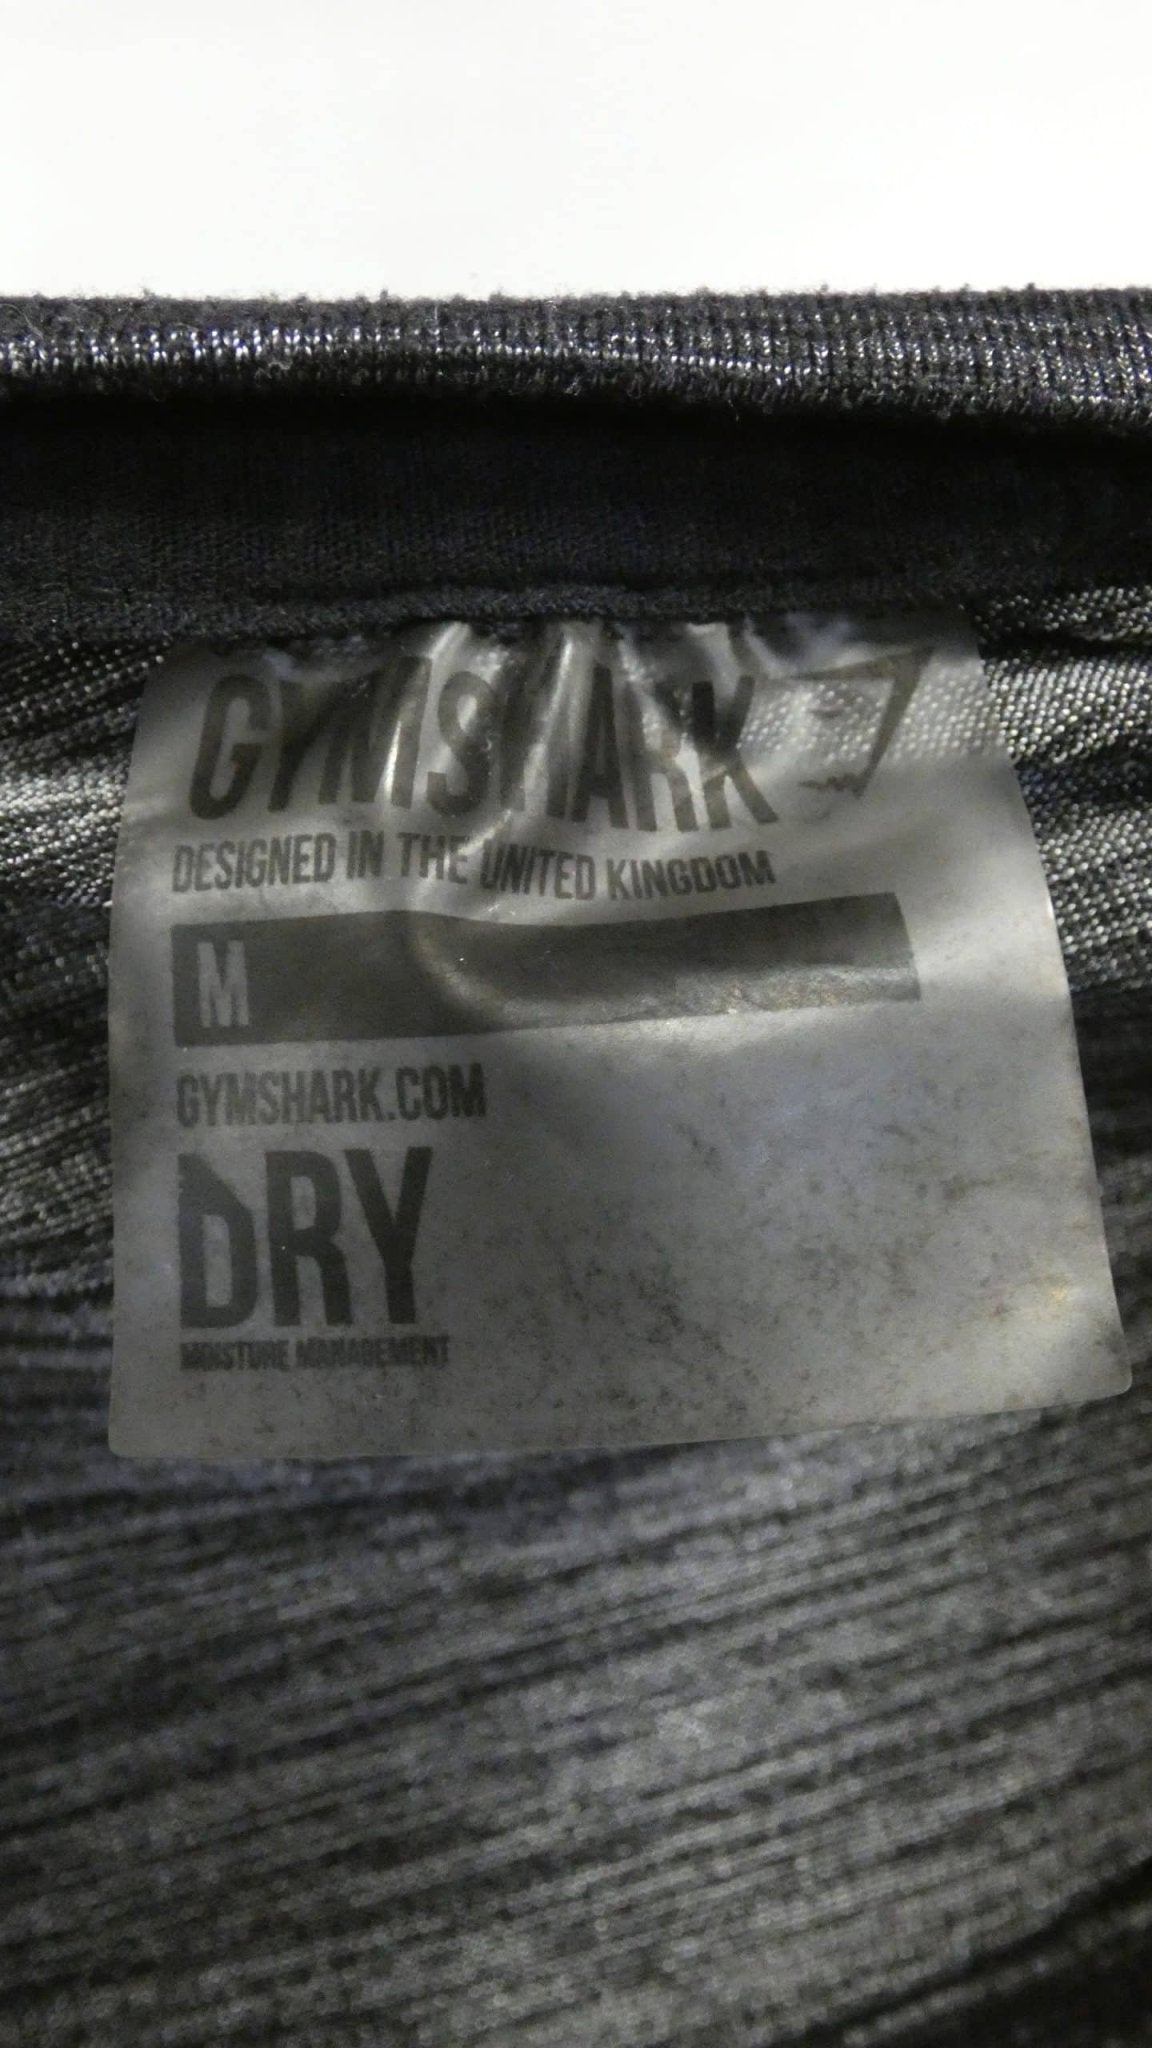 GYMSHARK
DESIGNED IN THE UNITED KINGDOM
M
GYMSHARK.COM
DRY
MOISTURE MANAGEMENT